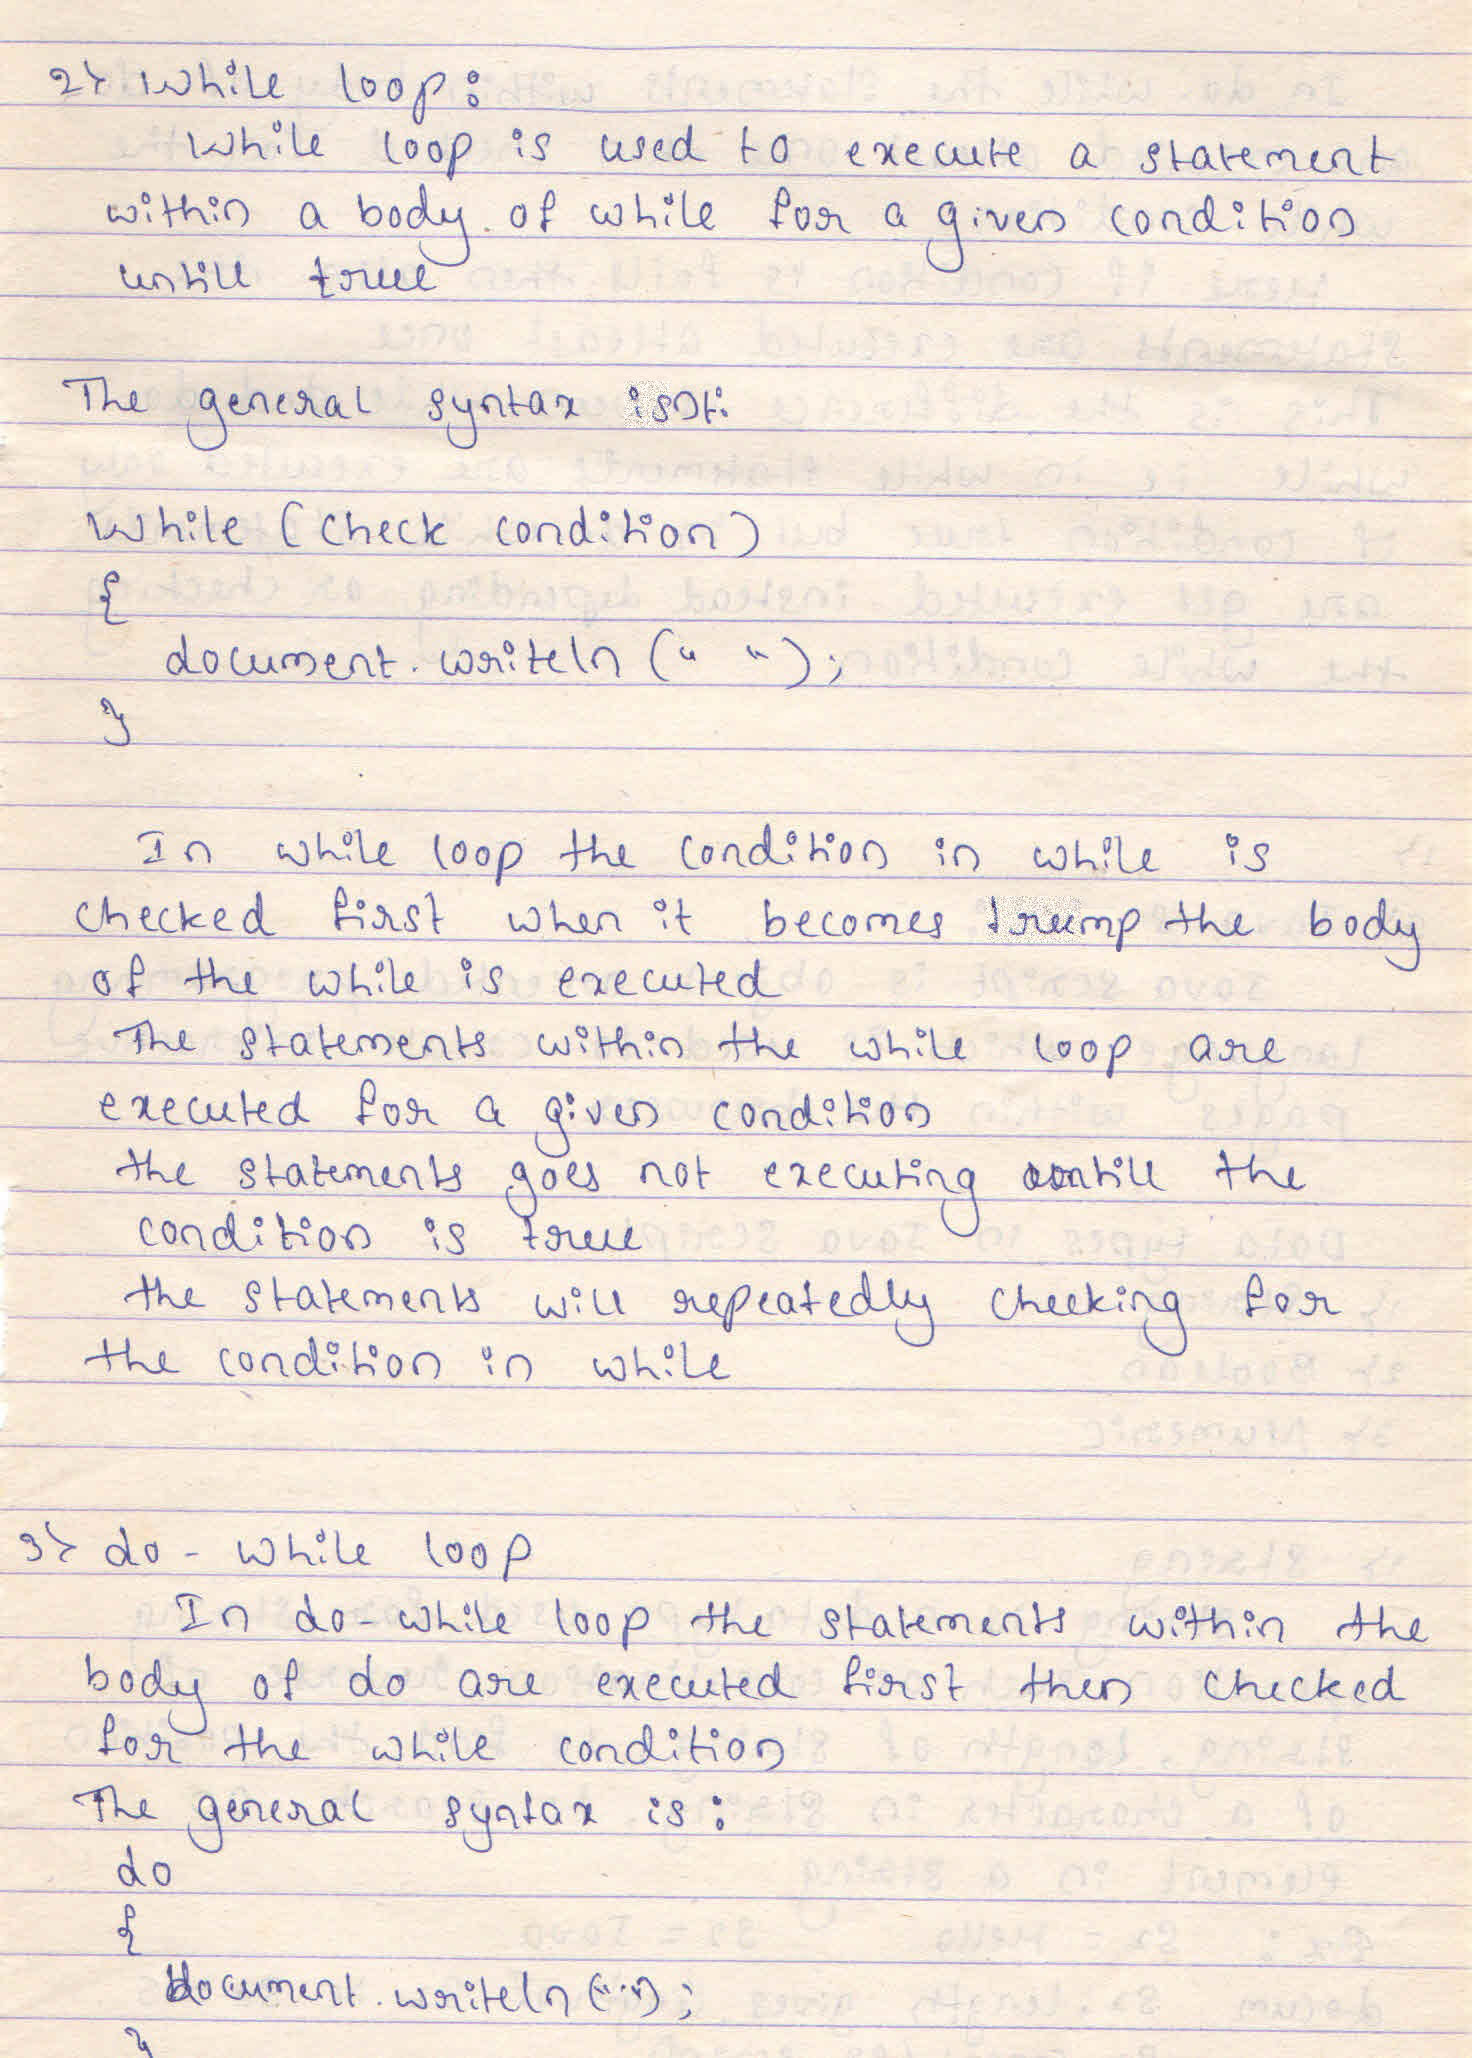 2> While loop:
While loop is used to execute a statement
within a body of while for a given condition
untill true
The general syntax is
While (check condition)
{
document.writeln (" ");
}
In while loop the condition in while is
checked first when it becomes trump the body
of the while is executed
The statements within the while loop are
executed for a given condition
the statements goes not executing untill the
condition is true
the statements will repeatedly checking for
the condition in while
3> do-while loop
In do-while loop the statements within the
body of do are executed first then checked
for the while condition
The general syntax is:
do
{
document.writeln(" ");
}